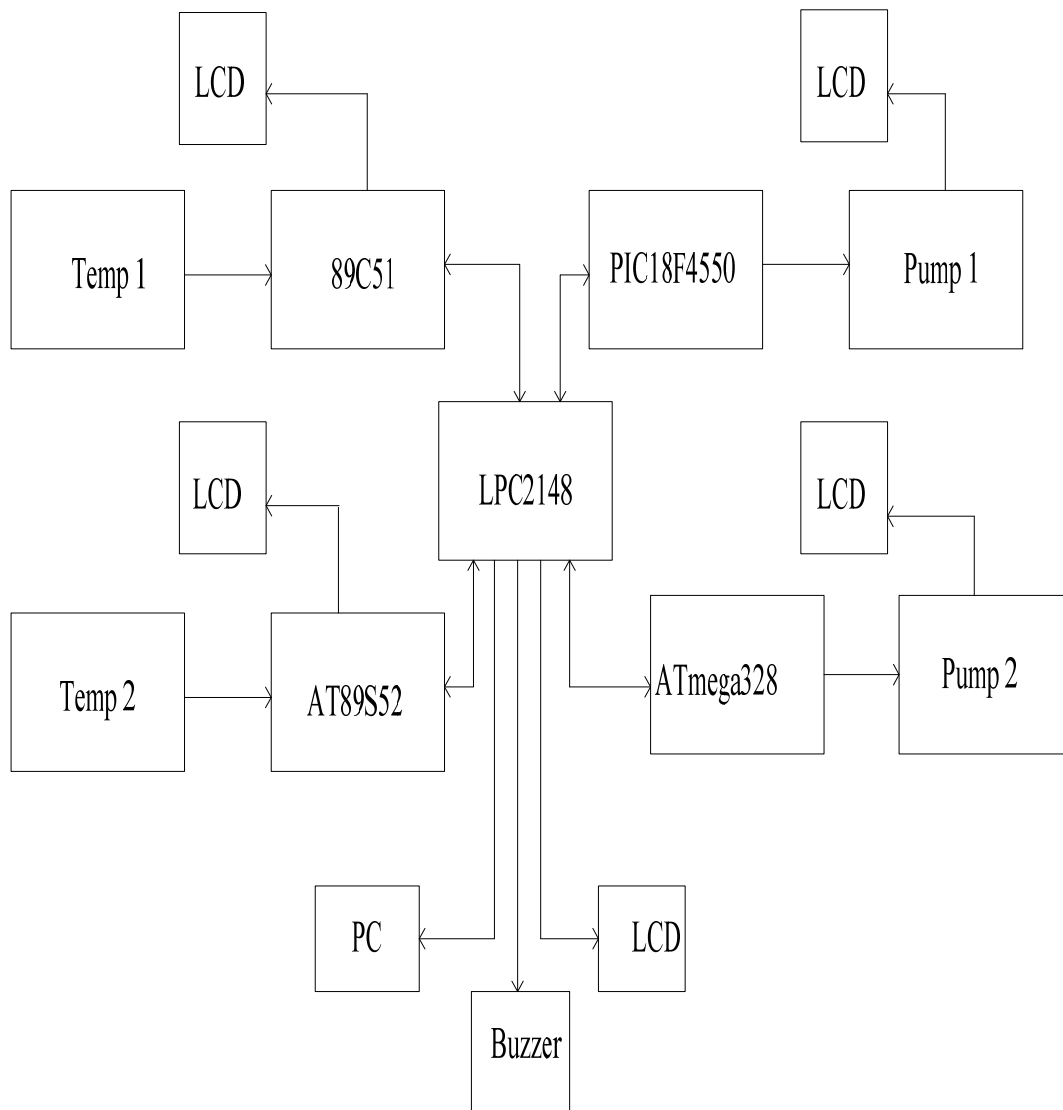 LCD
LCD
Temp 1
89C51
PIC18F4550
Pump 1
LPC2148
LCD
LCD
Temp 2
AT89S52
ATmega328
Pump 2
PC
LCD
Buzzer